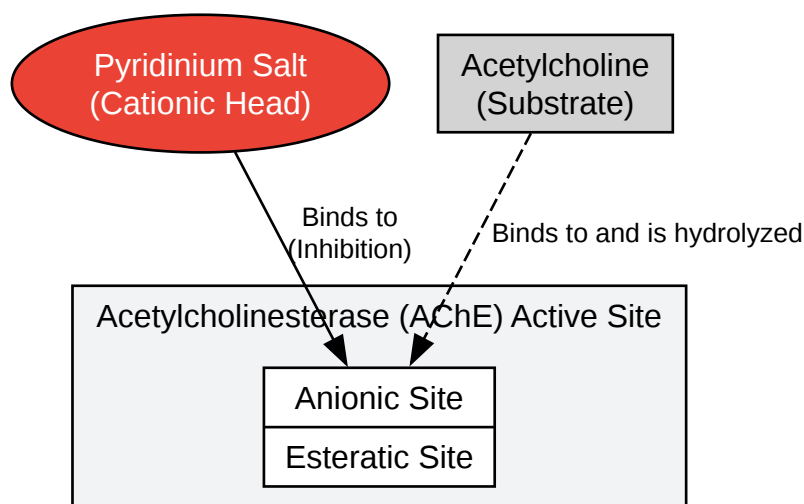 Pyridinium Salt
(Cationic Head)
Acetylcholine
(Substrate)
Binds to
(Inhibition)
Binds to and is hydrolyzed
Acetylcholinesterase (AChE) Active Site
Anionic Site
Esteratic Site